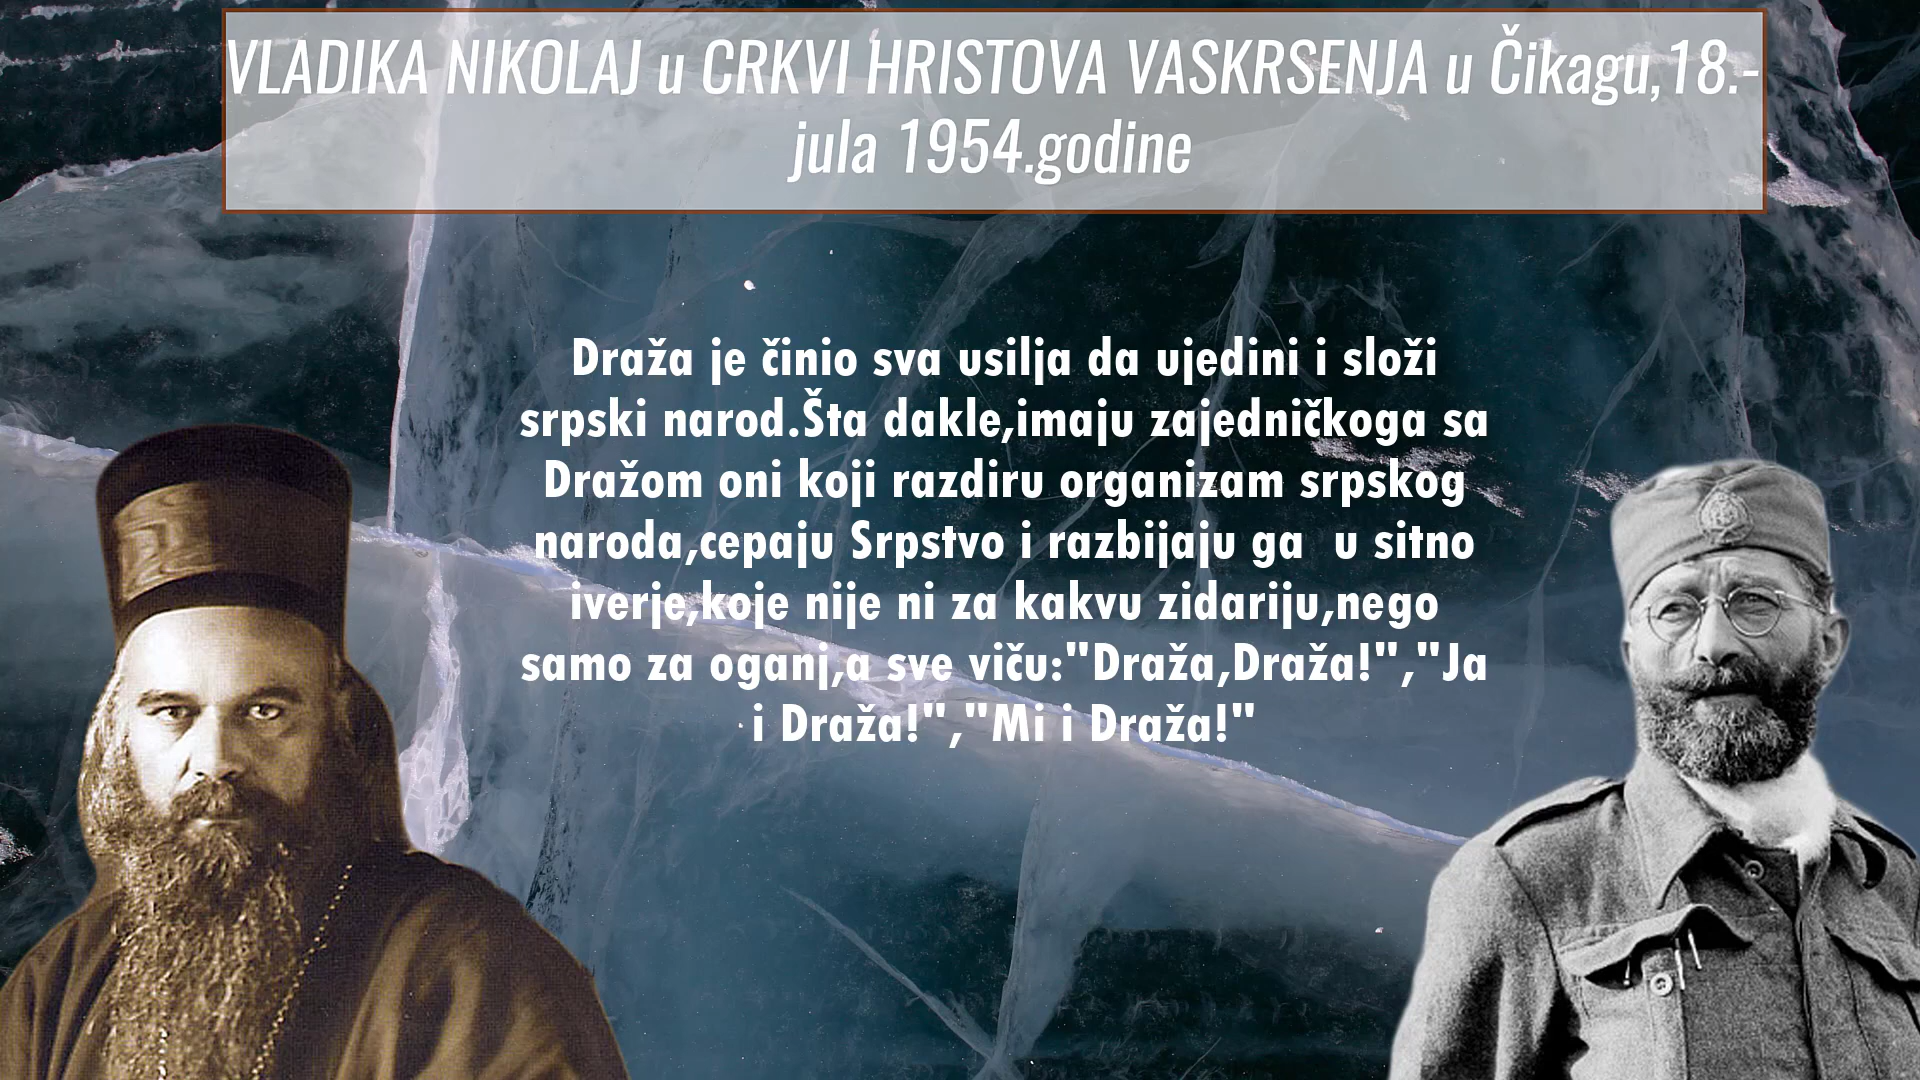 VLADIKA NIKOLAJ u CRKVI HRISTOVA VASKRSENJA u Čikagu,18.-
jula 1954.godine
Draža je činio sva usilja da ujedini i složi
srpski narod.Šta dakle,imaju zajedničkoga sa
Dražom oni koji razdiru organizam srpskog
naroda,cepaju Srpstvo i razbijaju ga  u sitno
iverje,koje nije ni za kakvu zidariju,nego
samo za oganj,a sve viču:"Draža,Draža!","Ja
i Draža!","Mi i Draža!"